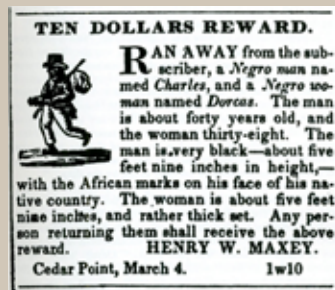 TEN DOLLARS REWARD.
RAN AWAY from the sub-
scriber, a Negro man na-
med Charles, and a Negro wo-
man named Dorcas. The man
is about forty years old, and
the woman thirty-eight. The
man is very black—about five
feet nine inches in height,—
with the African marks on his face of his na-
tive country. The woman is about five feet
nine inches, and rather thick set. Any per-
son returning them shall receive the above
reward. HENRY W. MAXEY.
Cedar Point, March 4. 1w10